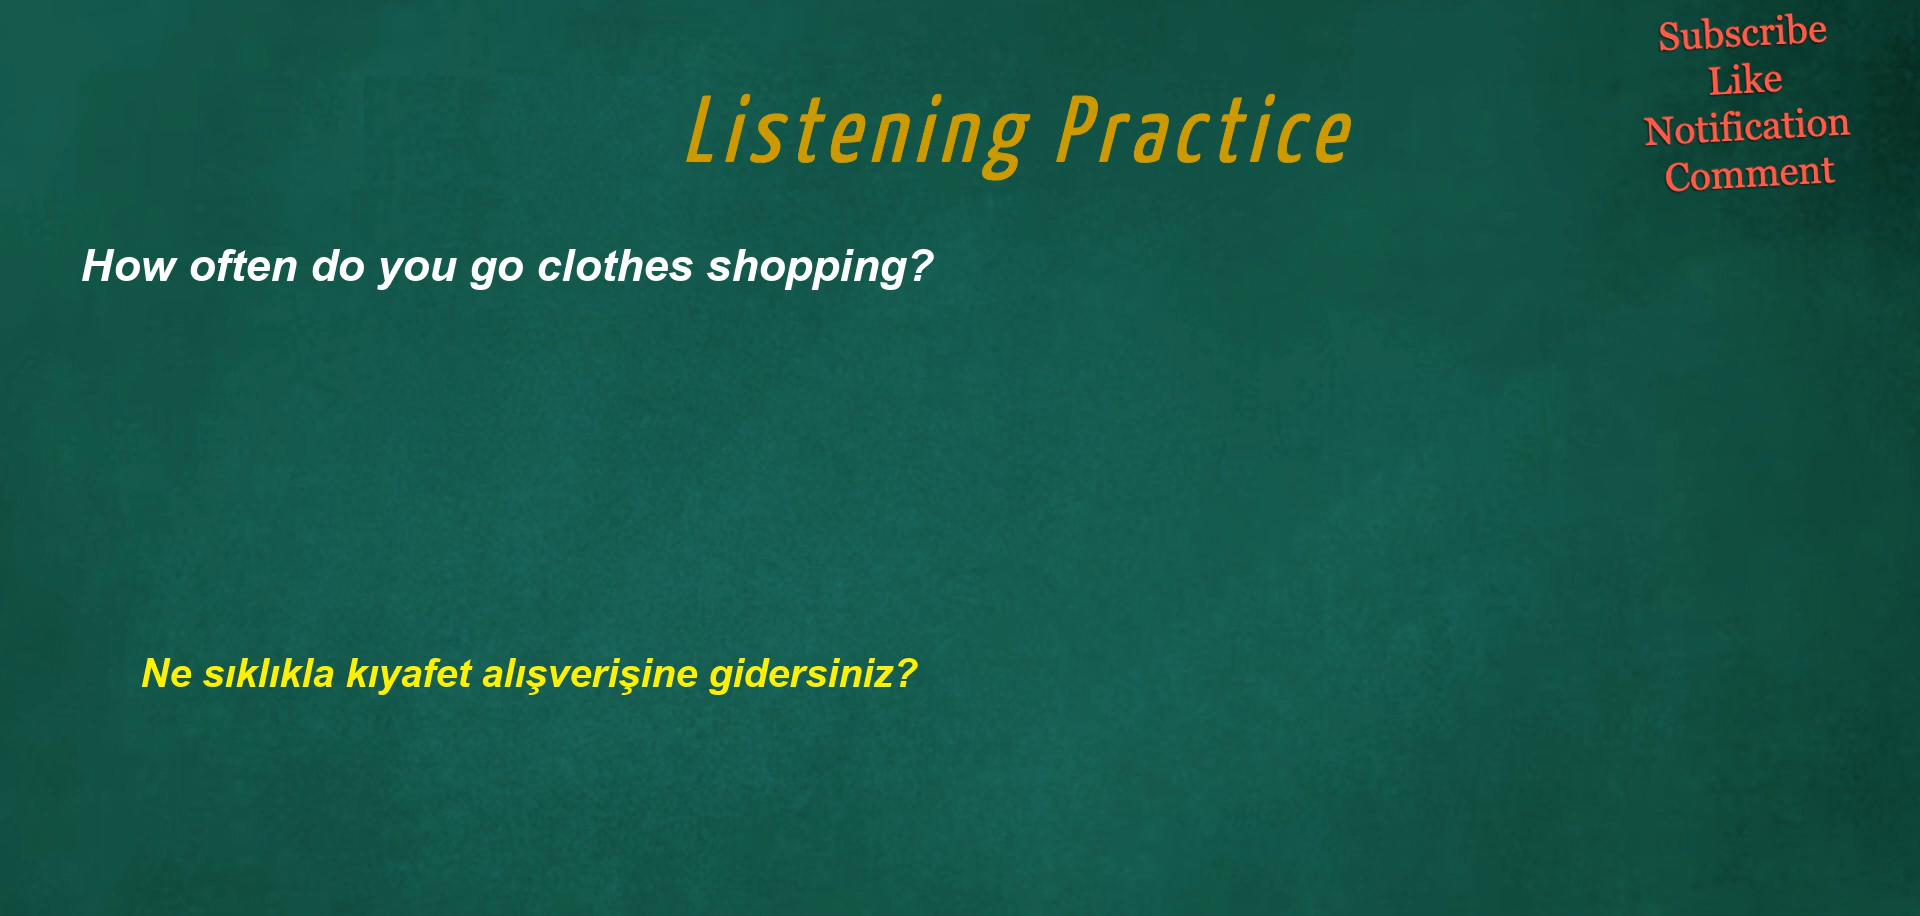 Subscribe
Like
Notification
Comment
Listening Practice
How often do you go clothes shopping?
Ne sıklıkla kıyafet alışverişine gidersiniz?